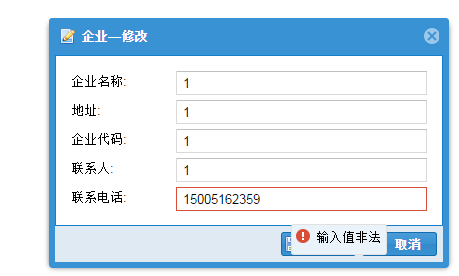 企业—修改
企业名称: 1
地址: 1
企业代码: 1
联系人: 1
联系电话: 15005162359
输入值非法 取消